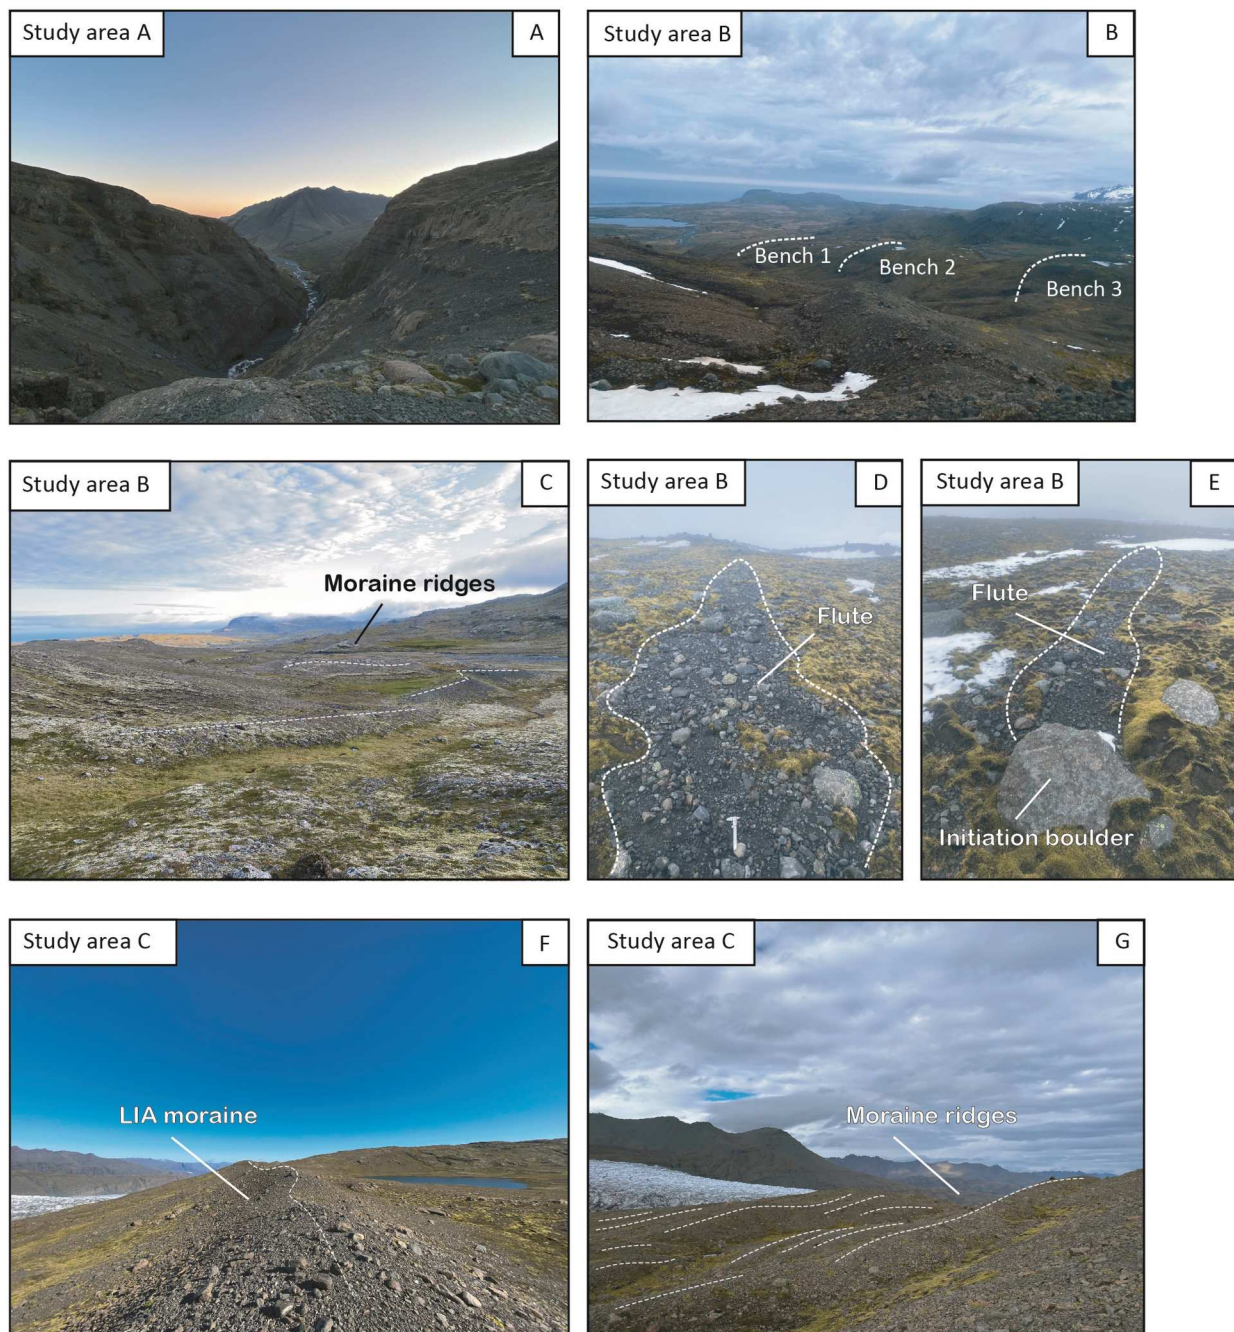 Study area A
A
Study area B
B
Bench 1
Bench 2
Bench 3
Study area B
C
Moraine ridges
Study area B
D
Flute
Study area B
E
Flute
Initiation boulder
Study area C
F
LIA moraine
Study area C
G
Moraine ridges